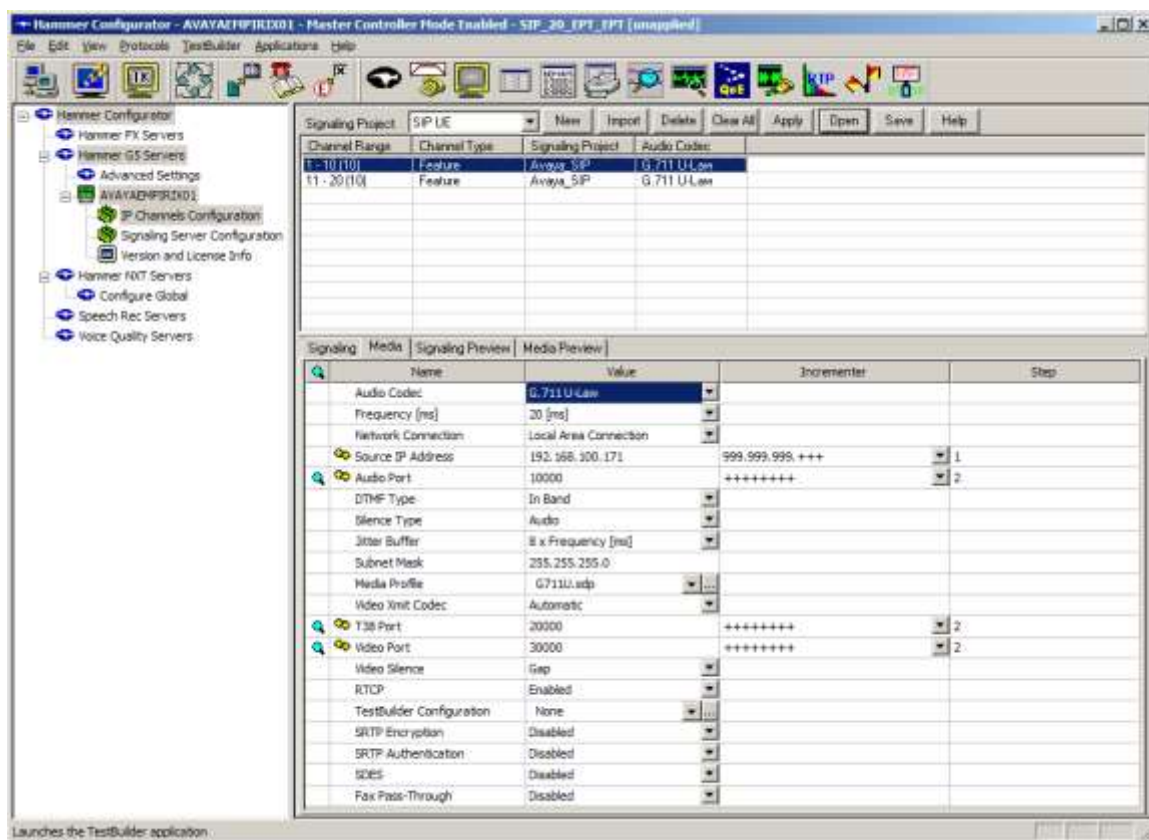 Hammer Configurator - AVAYAEMPIRIX01 - Master Controller Mode Enabled - SIP_20_EPT_EPT [unapplied]
File Edit View Protocols TestBuilder Applications Help
Hammer Configurator
Hammer FX Servers
Hammer G5 Servers
Advanced Settings
AVAYAEMPIRIX01
IP Channels Configuration
Signaling Server Configuration
Version and License Info
Hammer NXT Servers
Configure Global
Speech Rec Servers
Voice Quality Servers
Signaling Project SIP UE New Import Delete Clear All Apply Open Save Help
Channel Range Channel Type Signaling Project Audio Codec
1 - 10 (10) Feature Avaya_SIP G.711 U-Law
11 - 20 (10) Feature Avaya_SIP G.711 U-Law
Signaling Media Signaling Preview Media Preview
Name Value Incrementer Step
Audio Codec G.711 U-Law
Frequency [ms] 20 [ms]
Network Connection Local Area Connection
Source IP Address 192.168.100.171 999.999.999.+++ 1
Audio Port 10000 ++++++++ 2
DTMF Type In Band
Silence Type Audio
Jitter Buffer 8 x Frequency [ms]
Subnet Mask 255.255.255.0
Media Profile G711U.sdp ...
Video Xmit Codec Automatic
T38 Port 20000 ++++++++ 2
Video Port 30000 ++++++++ 2
Video Silence Gap
RTCP Enabled
TestBuilder Configuration None ...
SRTP Encryption Disabled
SRTP Authentication Disabled
SDES Disabled
Fax Pass-Through Disabled
Launches the TestBuilder application